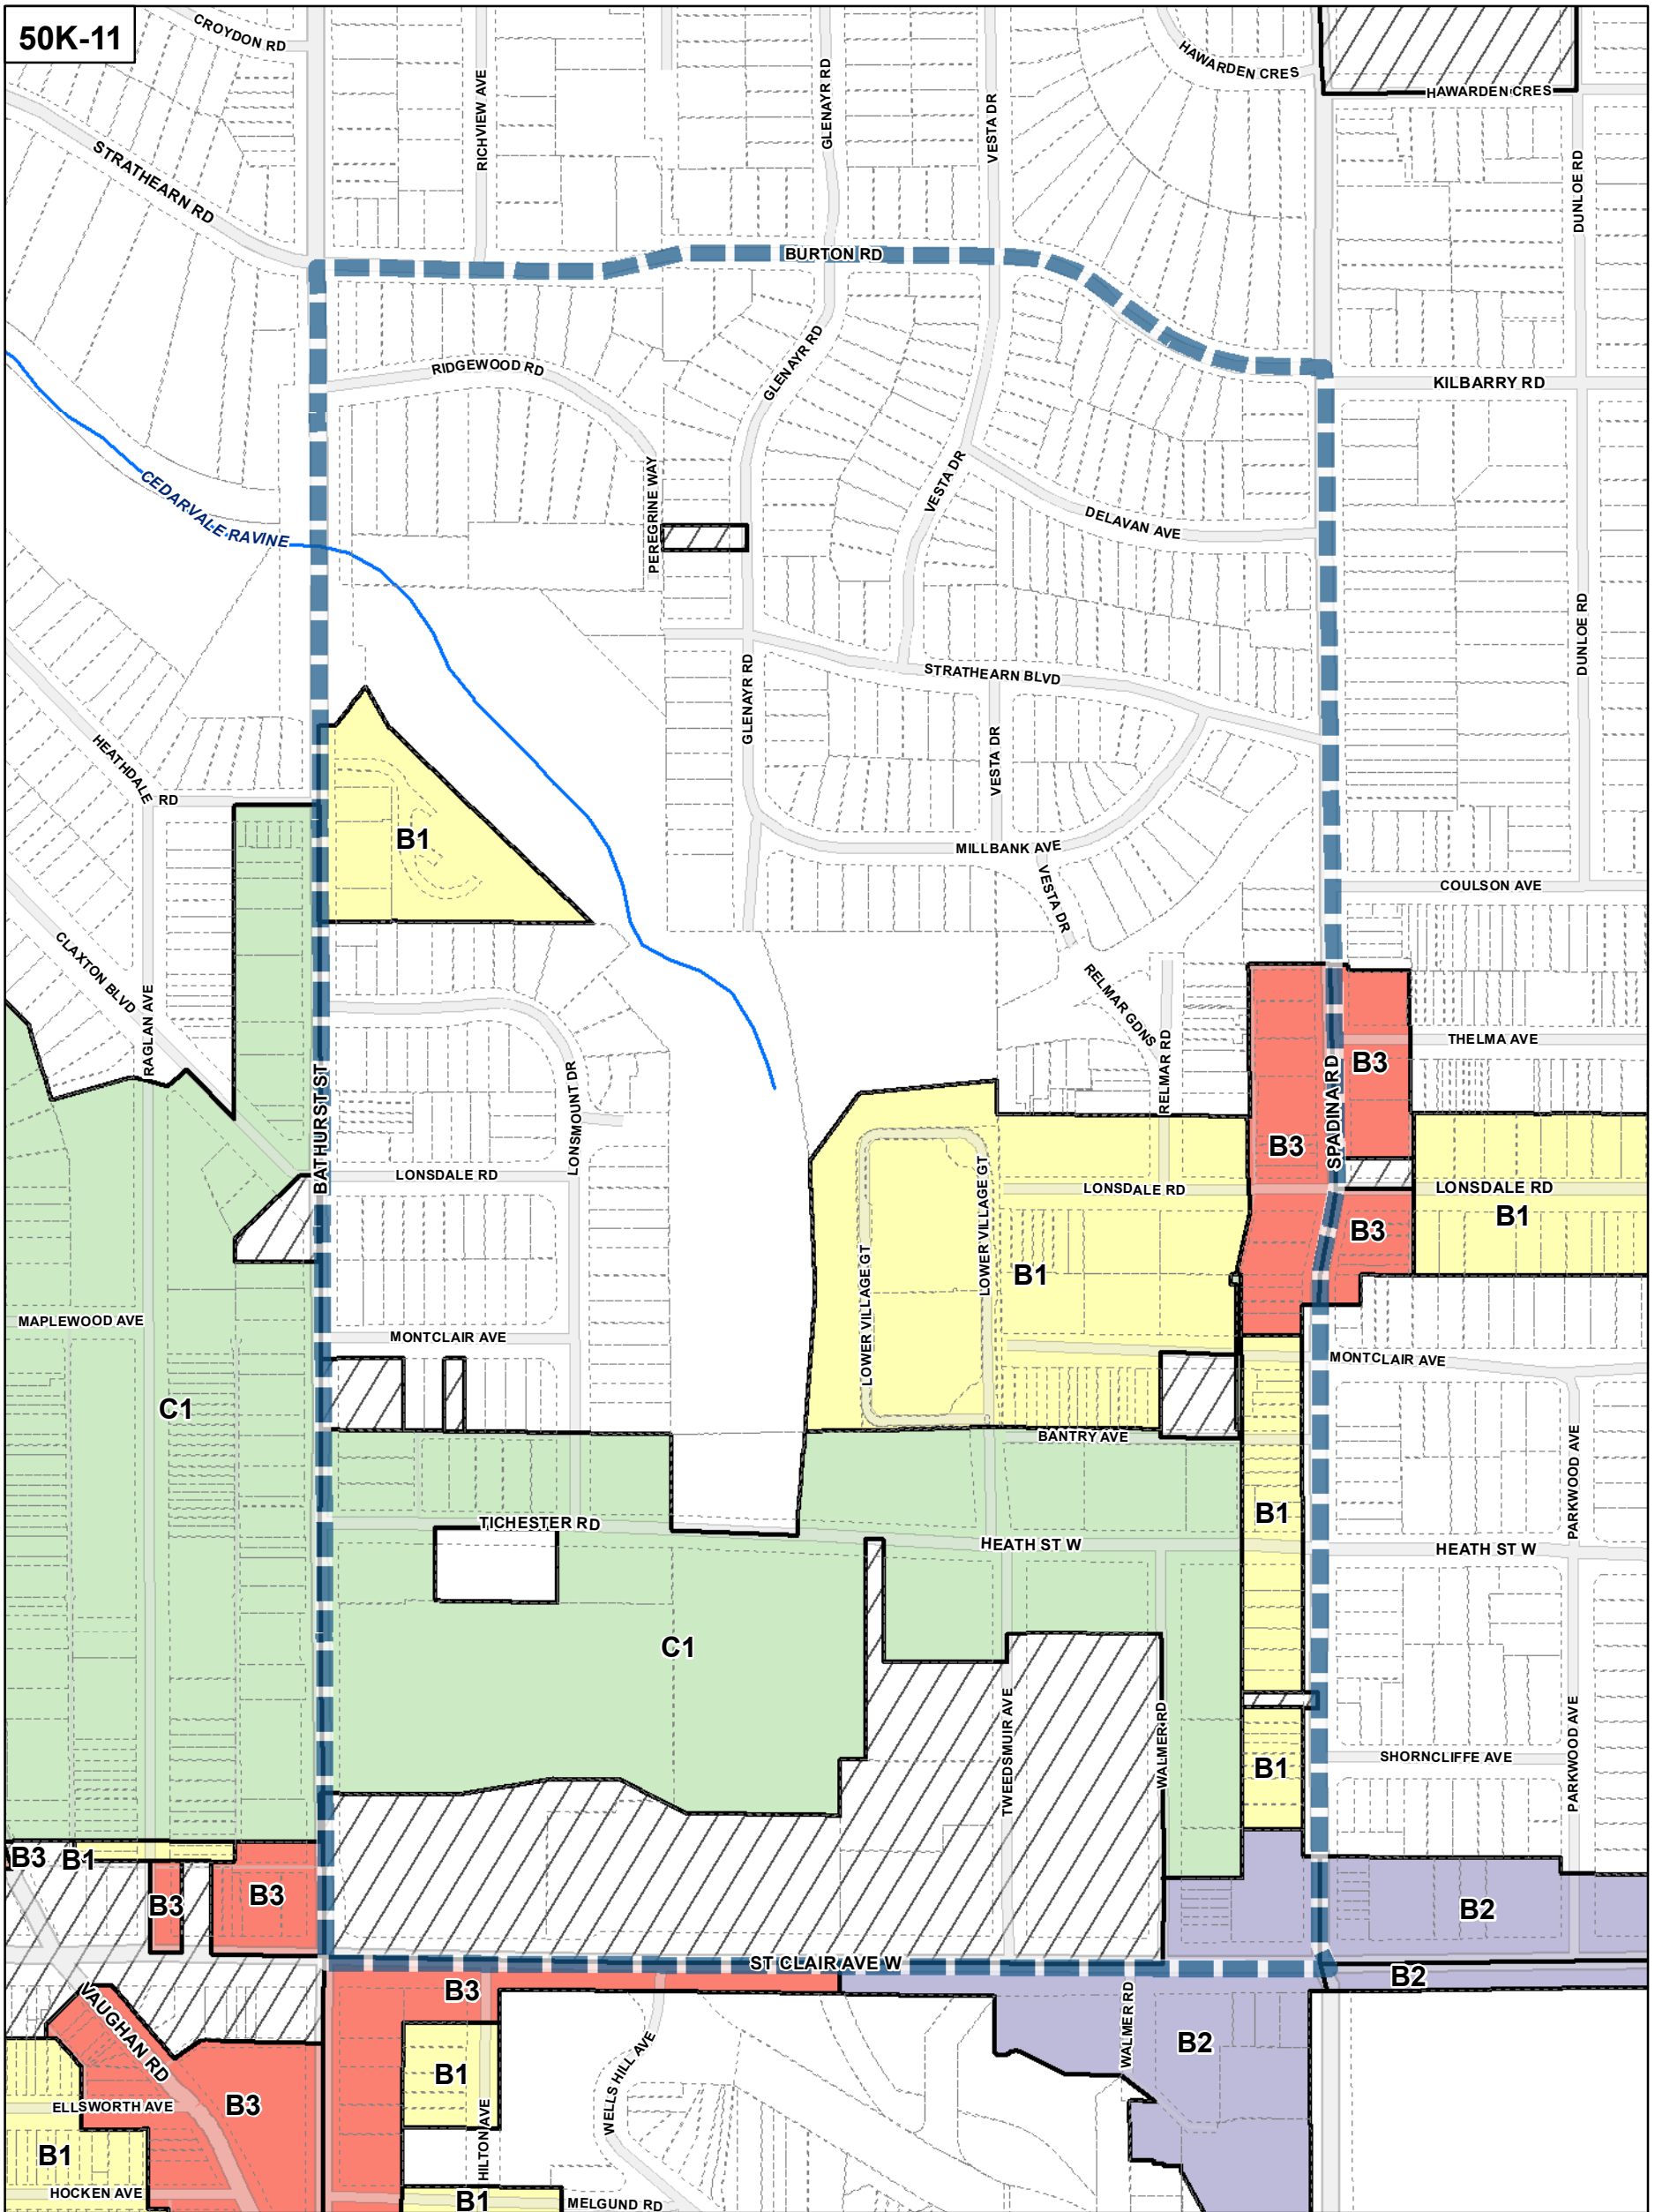 50K-11
CROYDON RD
RICHVIEW AVE
GLENAYR RD
VESTA DR
HAWARDEN CRES
HAWARDEN CRES
STRATHEARN RD
DUNLOE RD
BURTON RD
RIDGEWOOD RD
GLENAYR RD
KILBARRY RD
CEDARVALE RAVINE
PEREGRINE WAY
VESTA DR
DELAVAN AVE
DUNLOE RD
STRATHEARN BLVD
GLENAYR RD
HEATHDALE RD
VESTA DR
B1
MILLBANK AVE
COULSON AVE
VESTA DR
CLAXTON BLVD
RAGLAN AVE
RELMAR GDNS
RELMAR RD
THELMA AVE
B3
BATHURST ST
LONSMOUNT DR
SPADINA RD
B3
LONSDALE RD
LONSDALE RD
LONSDALE RD
LOWER VILLAGE GT
LOWER VILLAGE GT
B1
B3
B1
MAPLEWOOD AVE
MONTCLAIR AVE
MONTCLAIR AVE
C1
BANTRY AVE
PARKWOOD AVE
B1
TICHESTER RD
HEATH ST W
HEATH ST W
C1
TWEEDSMUIR AVE
WALMER RD
SHORNCLIFFE AVE
PARKWOOD AVE
B1
B3
B1
B3
B3
B2
ST CLAIR AVE W
B2
B3
VAUGHAN RD
WALMER RD
B2
WELLS HILL AVE
B1
ELLSWORTH AVE
B3
HILTON AVE
B1
HOCKEN AVE
B1
MELGUND RD